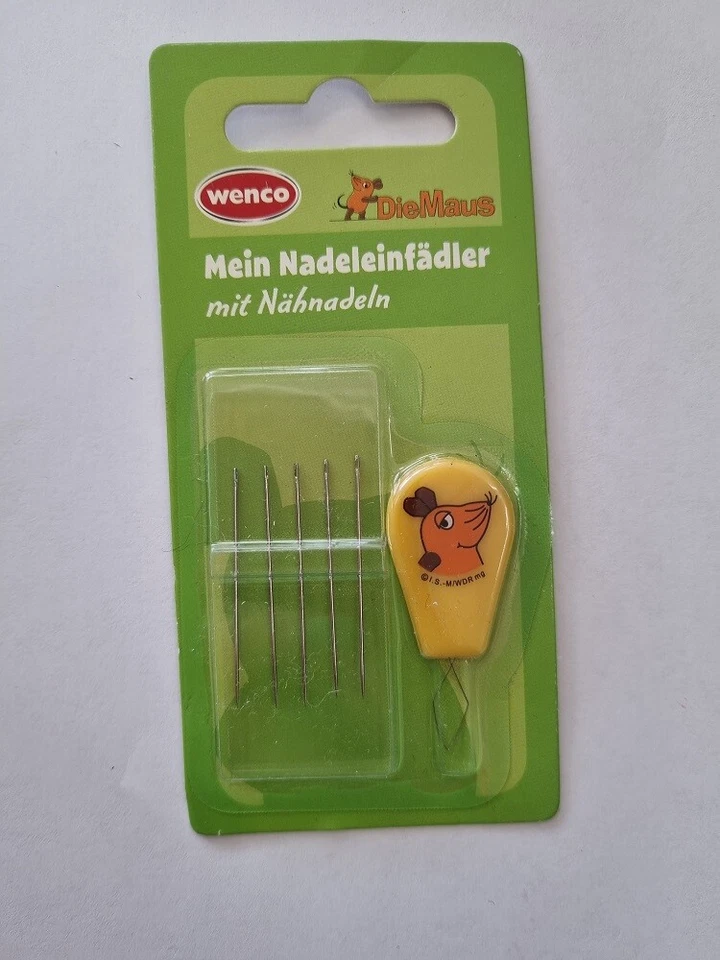 wenco
DieMaus
Mein Nadeleinfädler
mit Nähnadeln
©I.S.-M/WDR mg